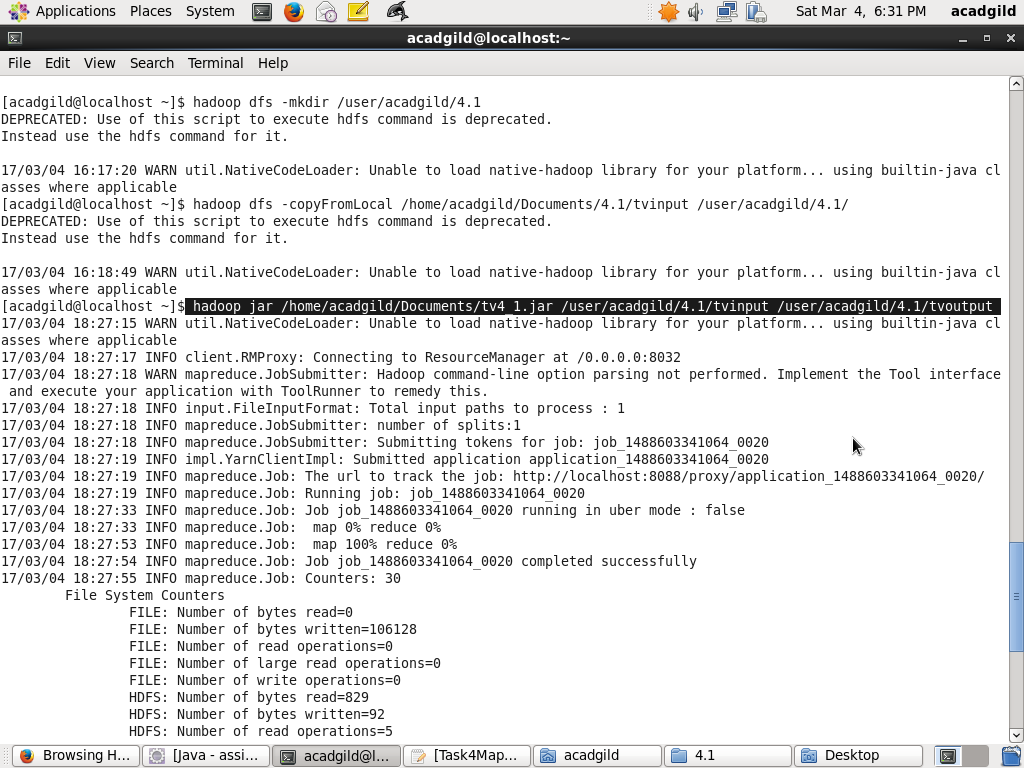 Applications Places System Sat Mar 4, 6:31 PM acadgild
acadgild@localhost:~
File Edit View Search Terminal Help
[acadgild@localhost ~]$ hadoop dfs -mkdir /user/acadgild/4.1
DEPRECATED: Use of this script to execute hdfs command is deprecated.
Instead use the hdfs command for it.
17/03/04 16:17:20 WARN util.NativeCodeLoader: Unable to load native-hadoop library for your platform... using builtin-java cl
asses where applicable
[acadgild@localhost ~]$ hadoop dfs -copyFromLocal /home/acadgild/Documents/4.1/tvinput /user/acadgild/4.1/
DEPRECATED: Use of this script to execute hdfs command is deprecated.
Instead use the hdfs command for it.
17/03/04 16:18:49 WARN util.NativeCodeLoader: Unable to load native-hadoop library for your platform... using builtin-java cl
asses where applicable
[acadgild@localhost ~]$ hadoop jar /home/acadgild/Documents/tv4_1.jar /user/acadgild/4.1/tvinput /user/acadgild/4.1/tvoutput
17/03/04 18:27:15 WARN util.NativeCodeLoader: Unable to load native-hadoop library for your platform... using builtin-java cl
asses where applicable
17/03/04 18:27:17 INFO client.RMProxy: Connecting to ResourceManager at /0.0.0.0:8032
17/03/04 18:27:18 WARN mapreduce.JobSubmitter: Hadoop command-line option parsing not performed. Implement the Tool interface
and execute your application with ToolRunner to remedy this.
17/03/04 18:27:18 INFO input.FileInputFormat: Total input paths to process : 1
17/03/04 18:27:18 INFO mapreduce.JobSubmitter: number of splits:1
17/03/04 18:27:18 INFO mapreduce.JobSubmitter: Submitting tokens for job: job_1488603341064_0020
17/03/04 18:27:19 INFO impl.YarnClientImpl: Submitted application application_1488603341064_0020
17/03/04 18:27:19 INFO mapreduce.Job: The url to track the job: http://localhost:8088/proxy/application_1488603341064_0020/
17/03/04 18:27:19 INFO mapreduce.Job: Running job: job_1488603341064_0020
17/03/04 18:27:33 INFO mapreduce.Job: Job job_1488603341064_0020 running in uber mode : false
17/03/04 18:27:33 INFO mapreduce.Job:  map 0% reduce 0%
17/03/04 18:27:53 INFO mapreduce.Job:  map 100% reduce 0%
17/03/04 18:27:54 INFO mapreduce.Job: Job job_1488603341064_0020 completed successfully
17/03/04 18:27:55 INFO mapreduce.Job: Counters: 30
File System Counters
FILE: Number of bytes read=0
FILE: Number of bytes written=106128
FILE: Number of read operations=0
FILE: Number of large read operations=0
FILE: Number of write operations=0
HDFS: Number of bytes read=829
HDFS: Number of bytes written=92
HDFS: Number of read operations=5
Browsing H... [Java - assi... acadgild@l... [Task4Map... acadgild 4.1 Desktop